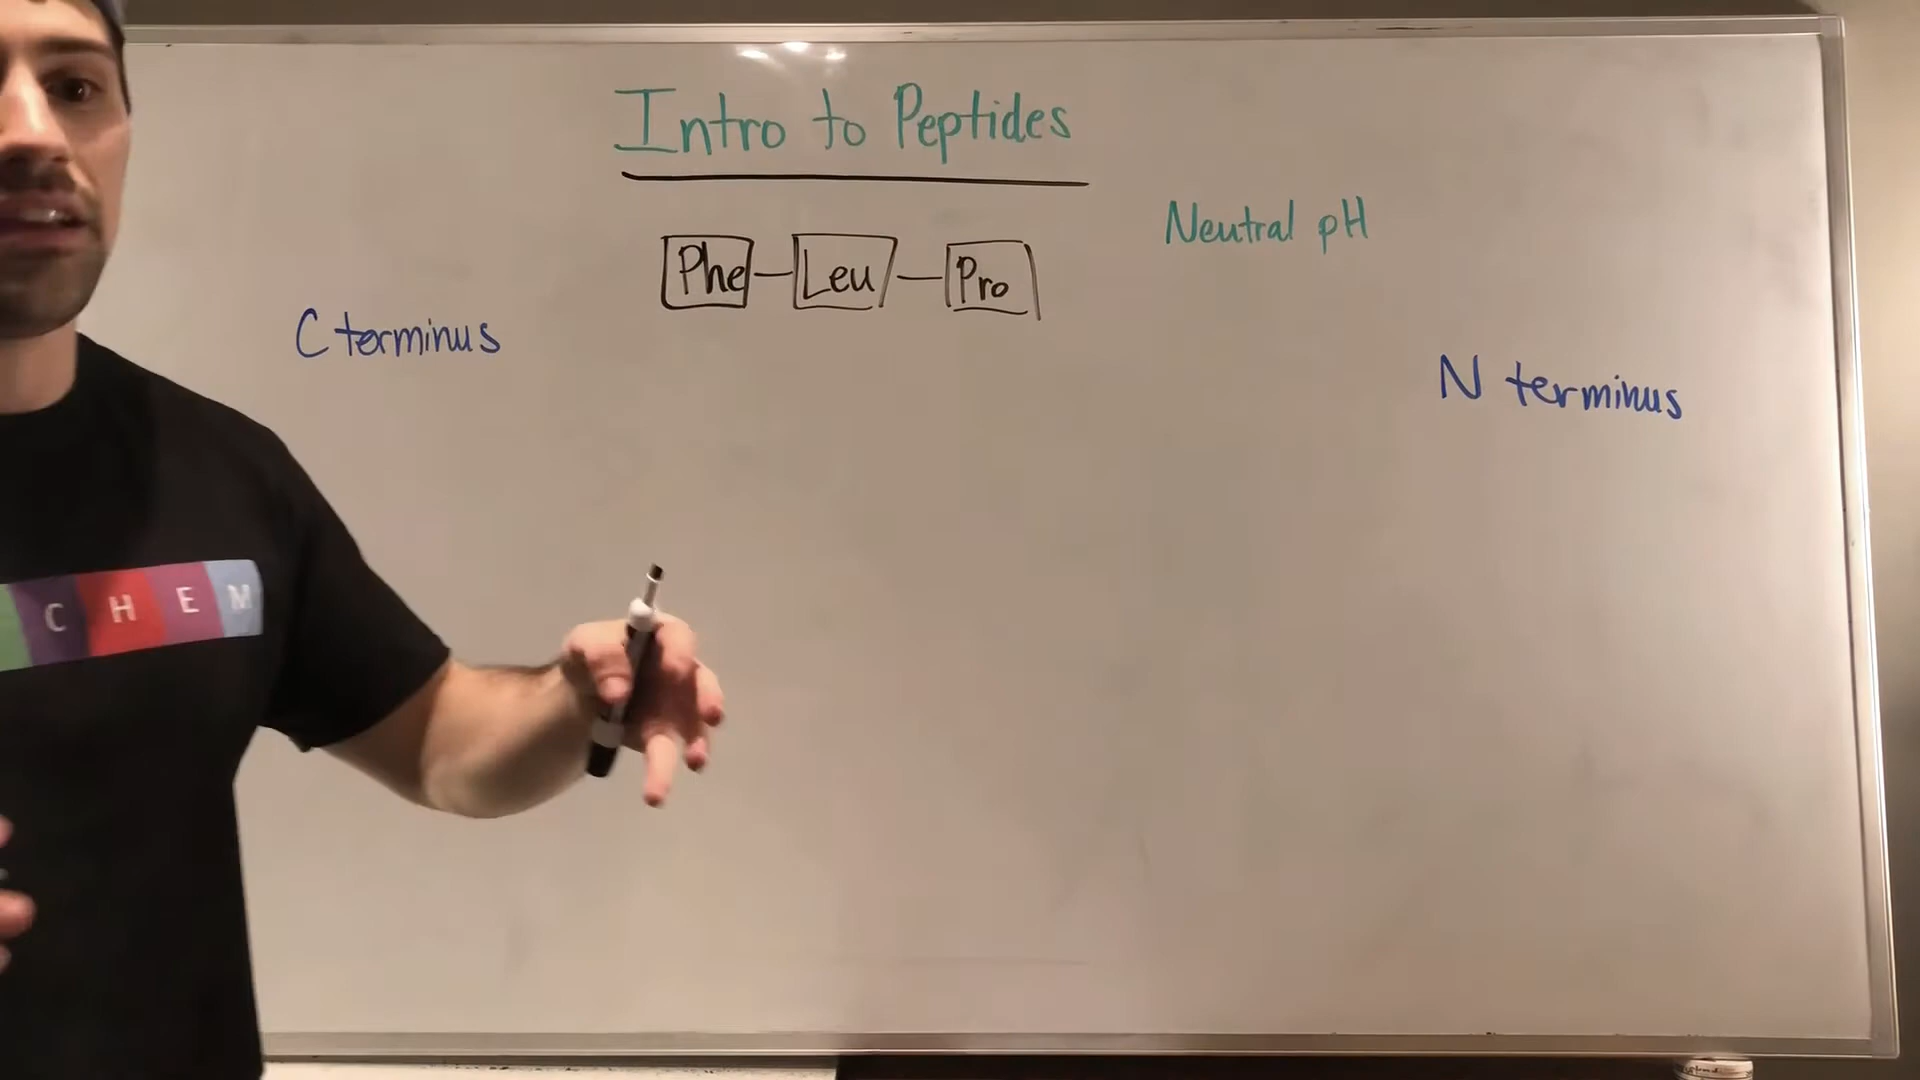 Intro to Peptides
Neutral pH
Phe Leu Pro
C terminus
N terminus
C H E M